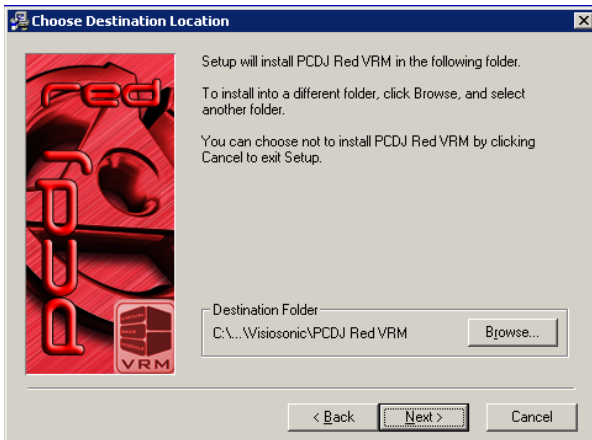 Choose Destination Location
red
pcdj
VRM
Setup will install PCDJ Red VRM in the following folder.
To install into a different folder, click Browse, and select
another folder.
You can choose not to install PCDJ Red VRM by clicking
Cancel to exit Setup.
Destination Folder
C:\...\Visiosonic\PCDJ Red VRM
Browse...
< Back
Next >
Cancel